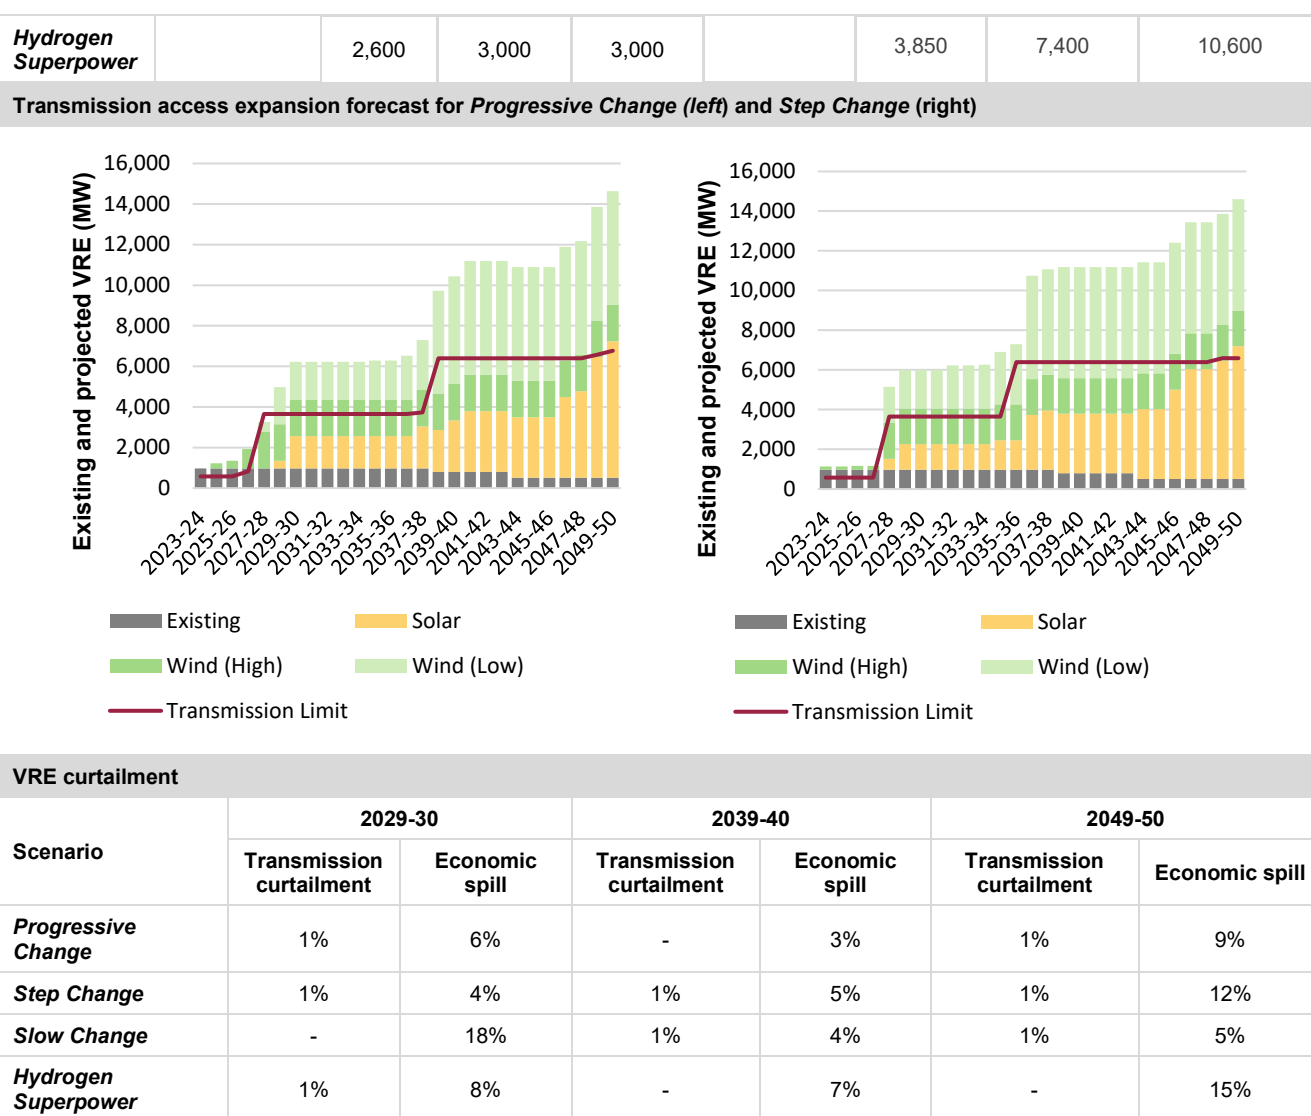 Hydrogen
Superpower
2,600
3,000
3,000
3,850
7,400
10,600
Transmission access expansion forecast for Progressive Change (left) and Step Change (right)
Existing and projected VRE (MW)
16,000
14,000
12,000
10,000
8,000
6,000
4,000
2,000
0
2023-24
2025-26
2027-28
2029-30
2031-32
2033-34
2035-36
2037-38
2039-40
2041-42
2043-44
2045-46
2047-48
2049-50
Existing
Solar
Wind (High)
Wind (Low)
Transmission Limit
Existing and projected VRE (MW)
16,000
14,000
12,000
10,000
8,000
6,000
4,000
2,000
0
2023-24
2025-26
2027-28
2029-30
2031-32
2033-34
2035-36
2037-38
2039-40
2041-42
2043-44
2045-46
2047-48
2049-50
Existing
Solar
Wind (High)
Wind (Low)
Transmission Limit
VRE curtailment
Scenario
2029-30
2039-40
2049-50
Transmission
curtailment
Economic
spill
Transmission
curtailment
Economic
spill
Transmission
curtailment
Economic spill
Progressive
Change
1%
6%
-
3%
1%
9%
Step Change
1%
4%
1%
5%
1%
12%
Slow Change
-
18%
1%
4%
1%
5%
Hydrogen
Superpower
1%
8%
-
7%
-
15%